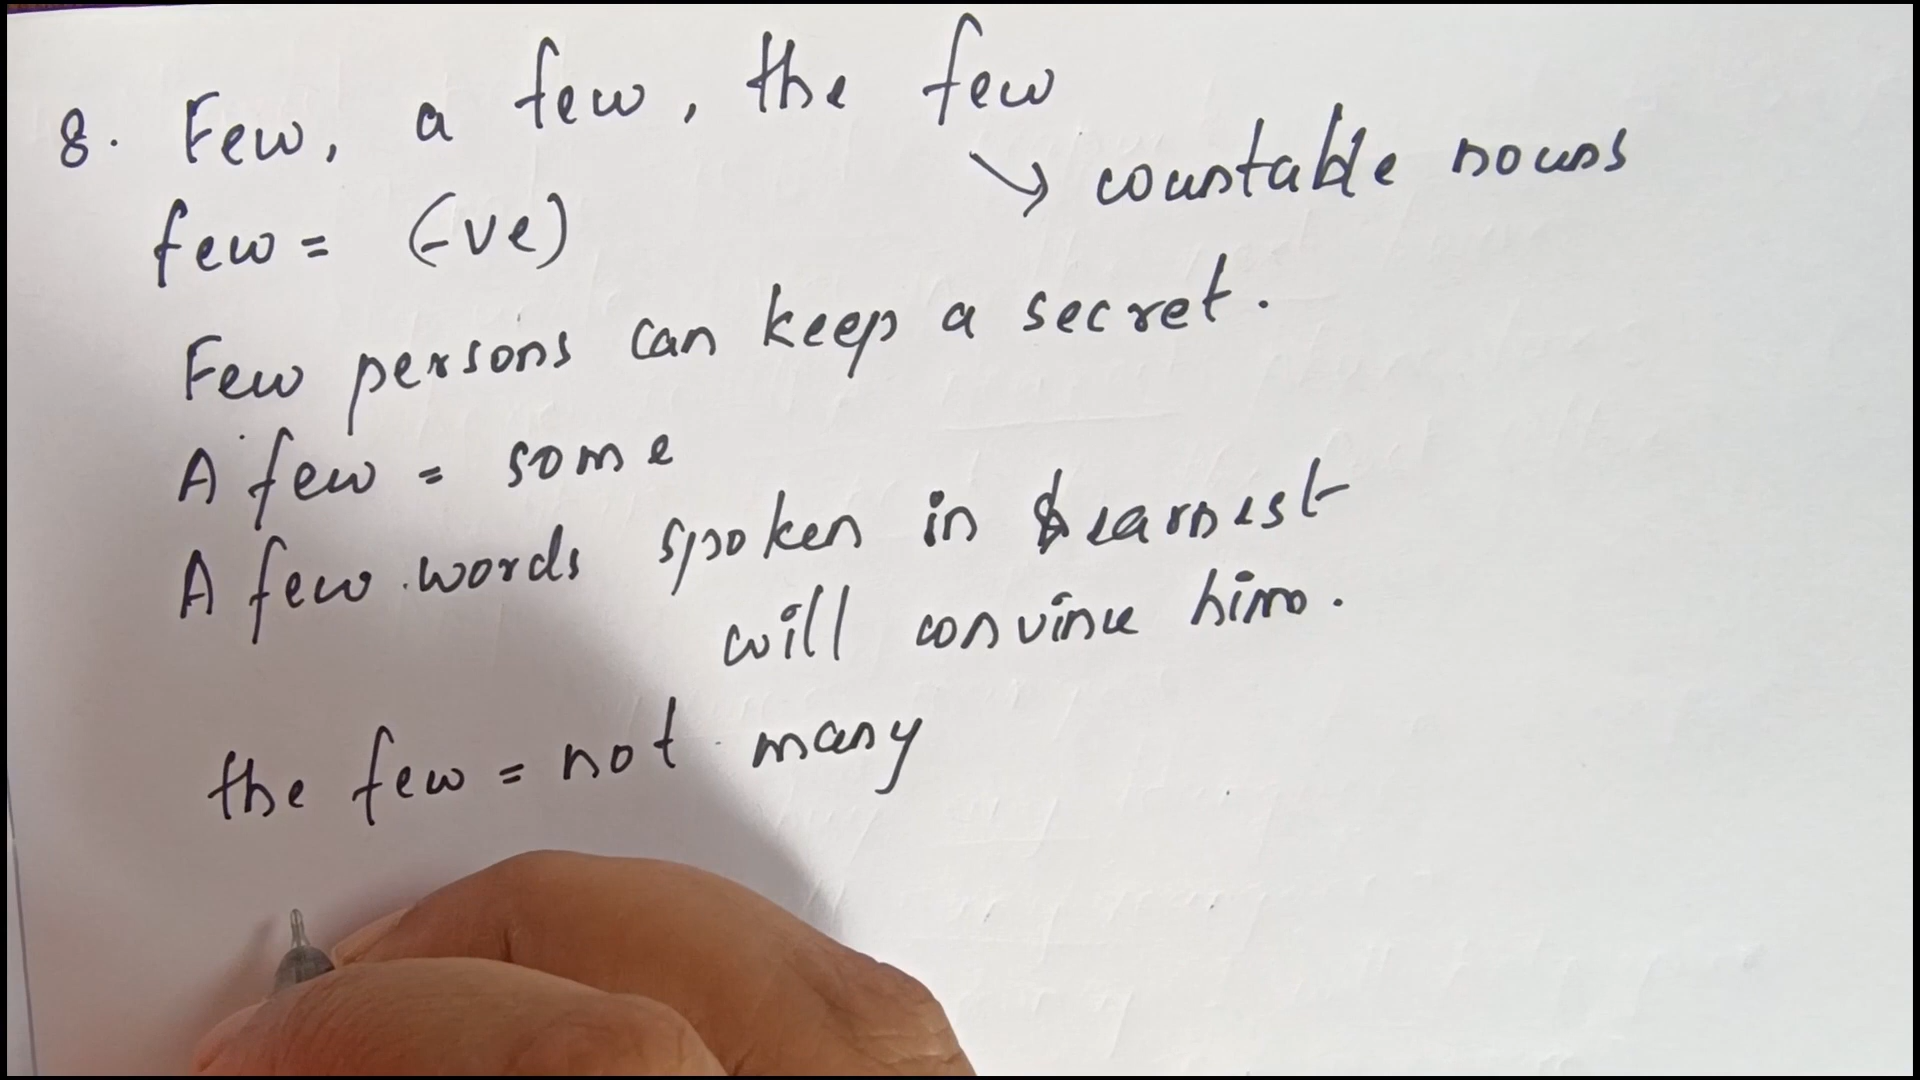 8. Few, a few, the few
→ countable nouns
few = (-ve)
Few persons can keep a secret.
A few = some
A few words spoken in earnest
will convince him.
the few = not many